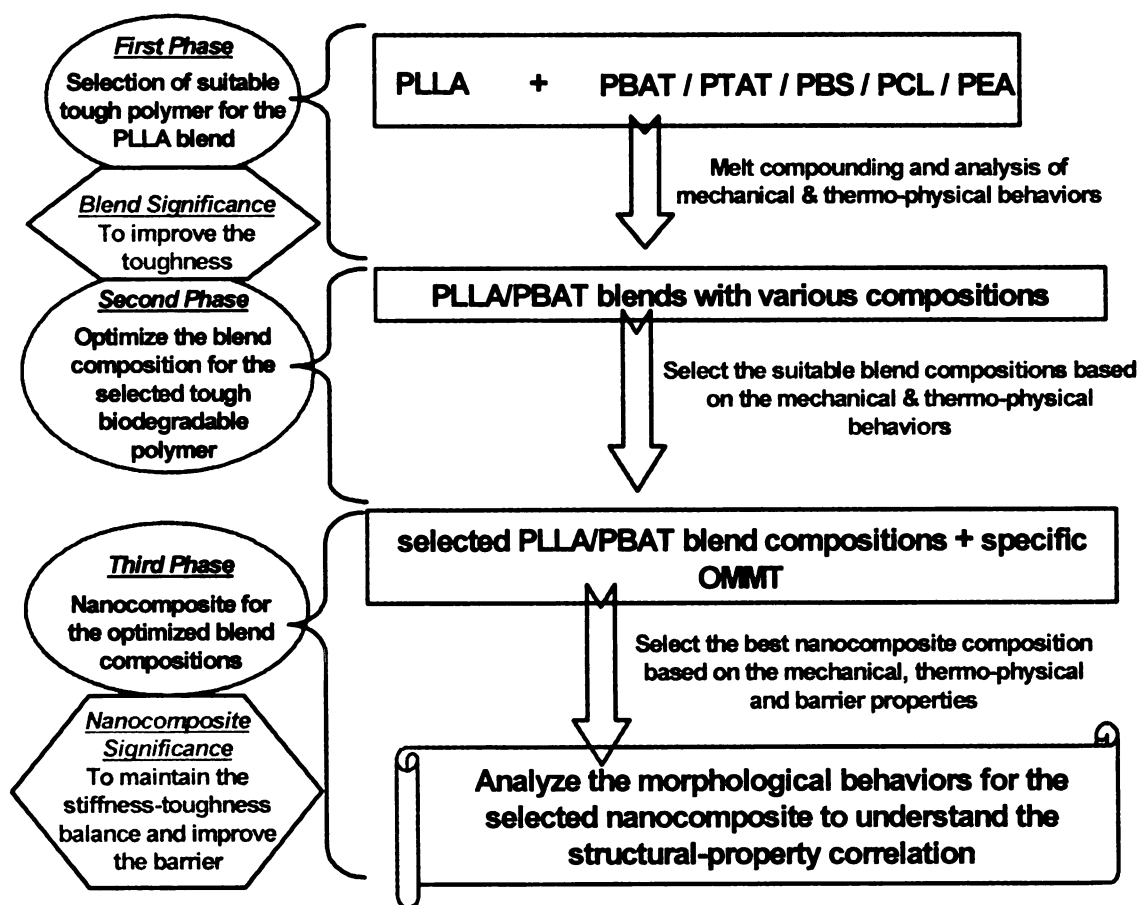 First Phase
Selection of suitable
tough polymer for the
PLLA blend
Blend Significance
To improve the
toughness
PLLA + PBAT / PTAT / PBS / PCL / PEA
Melt compounding and analysis of
mechanical & thermo-physical behaviors
Second Phase
Optimize the blend
composition for the
selected tough
biodegradable
polymer
PLLA/PBAT blends with various compositions
Select the suitable blend compositions based
on the mechanical & thermo-physical
behaviors
Third Phase
Nanocomposite for
the optimized blend
compositions
Nanocomposite
Significance
To maintain the
stiffness-toughness
balance and improve
the barrier
selected PLLA/PBAT blend compositions + specific
OMMT
Select the best nanocomposite composition
based on the mechanical, thermo-physical
and barrier properties
Analyze the morphological behaviors for the
selected nanocomposite to understand the
structural-property correlation